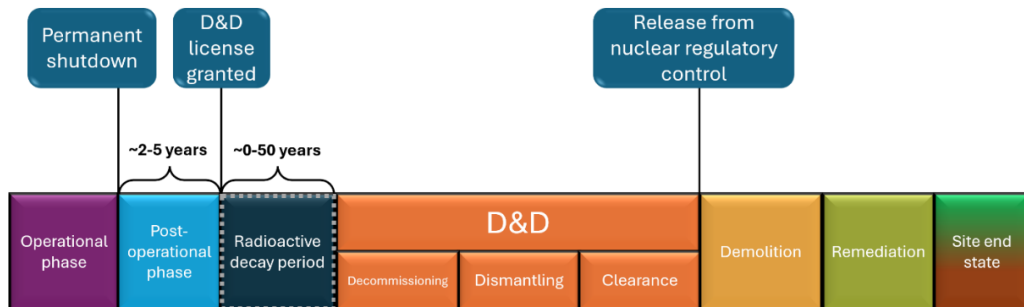 Permanent
shutdown
D&D
license
granted
Release from
nuclear regulatory
control
~2-5 years
~0-50 years
Operational
phase
Post-
operational
phase
Radioactive
decay period
D&D
Decommissioning
Dismantling
Clearance
Demolition
Remediation
Site end
state